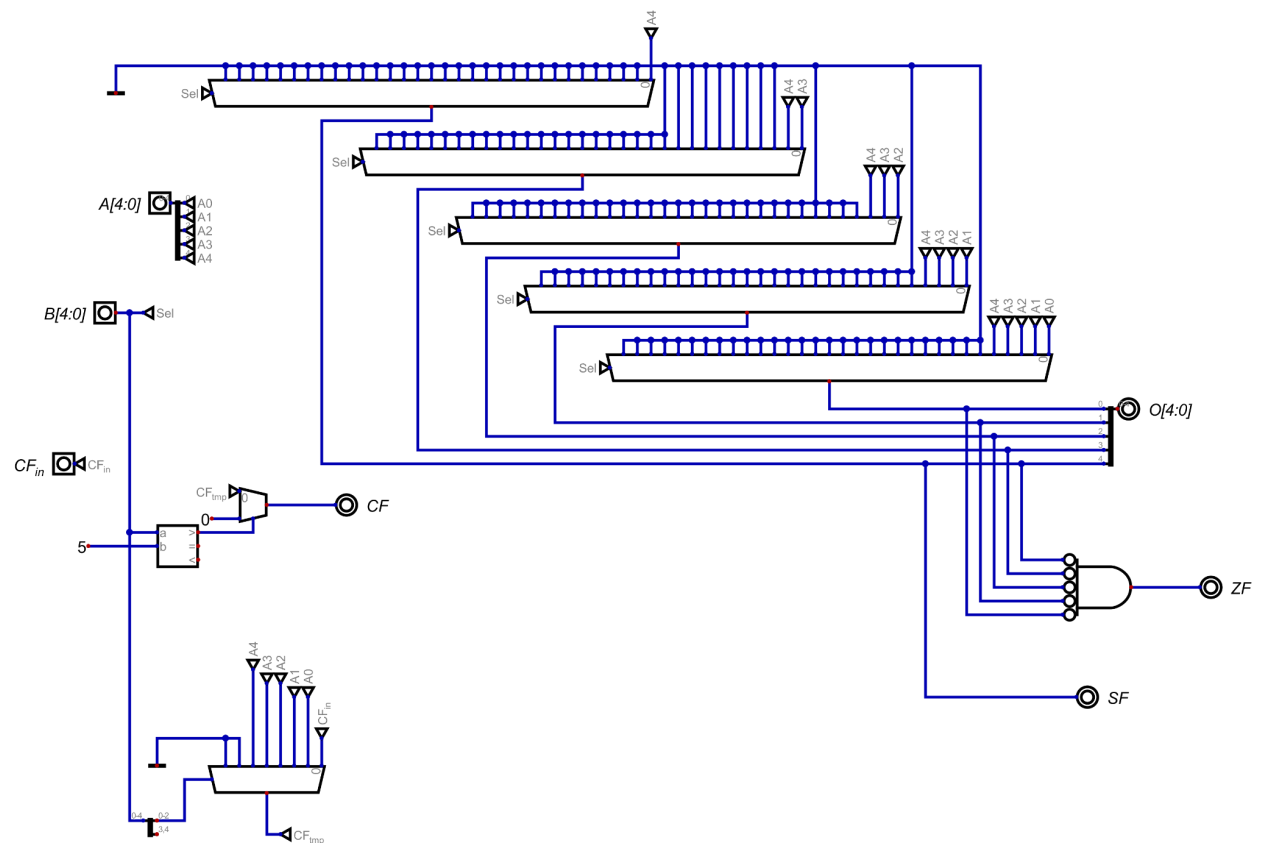 A4
Sel
0
A4
A3
Sel
0
A4
A3
A2
A[4:0]
A0
A1
A2
A3
A4
Sel
0
A4
A3
A2
A1
B[4:0]
Sel
Sel
0
A4
A3
A2
A1
A0
Sel
0
0
1
2
3
4
O[4:0]
CFin
CFin
CFtmp
0
0
CF
a
b
>
=
<
5
ZF
SF
A4
A3
A2
A1
A0
CFin
0
0-4
0-2
3,4
CFtmp